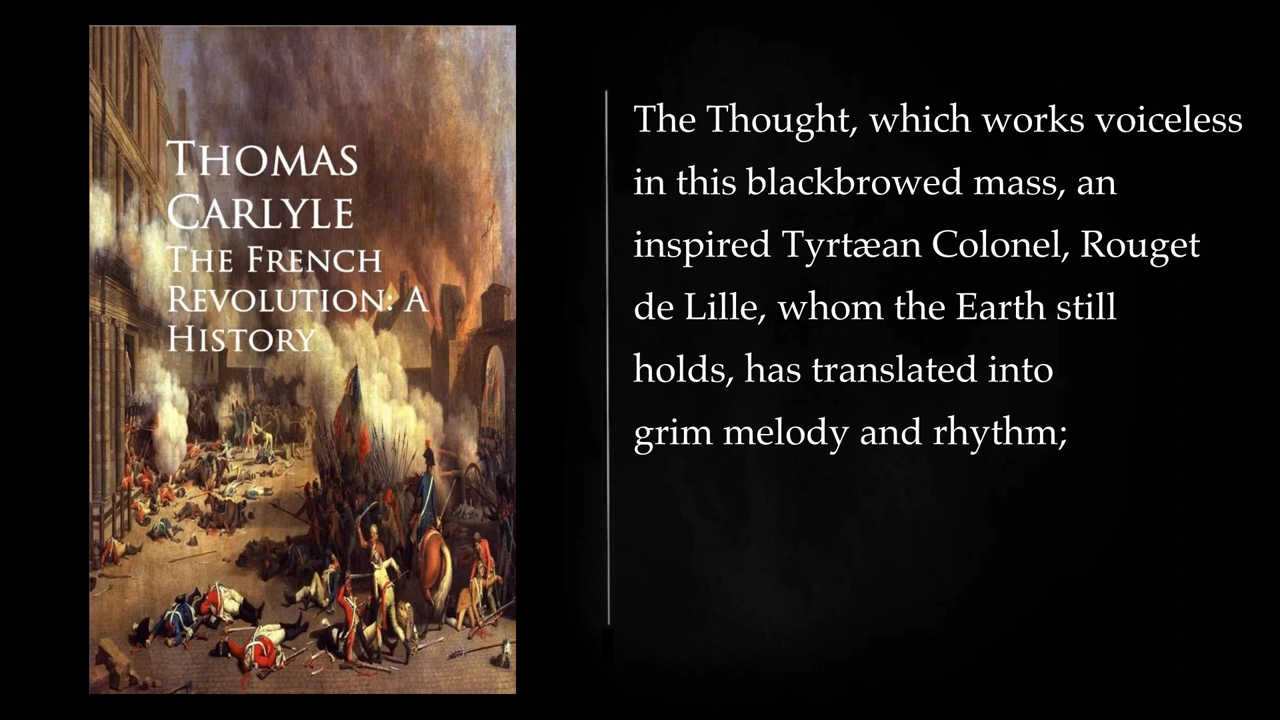 THOMAS
CARLYLE
THE FRENCH
REVOLUTION: A
HISTORY
The Thought, which works voiceless
in this blackbrowed mass, an
inspired Tyrtæan Colonel, Rouget
de Lille, whom the Earth still
holds, has translated into
grim melody and rhythm;